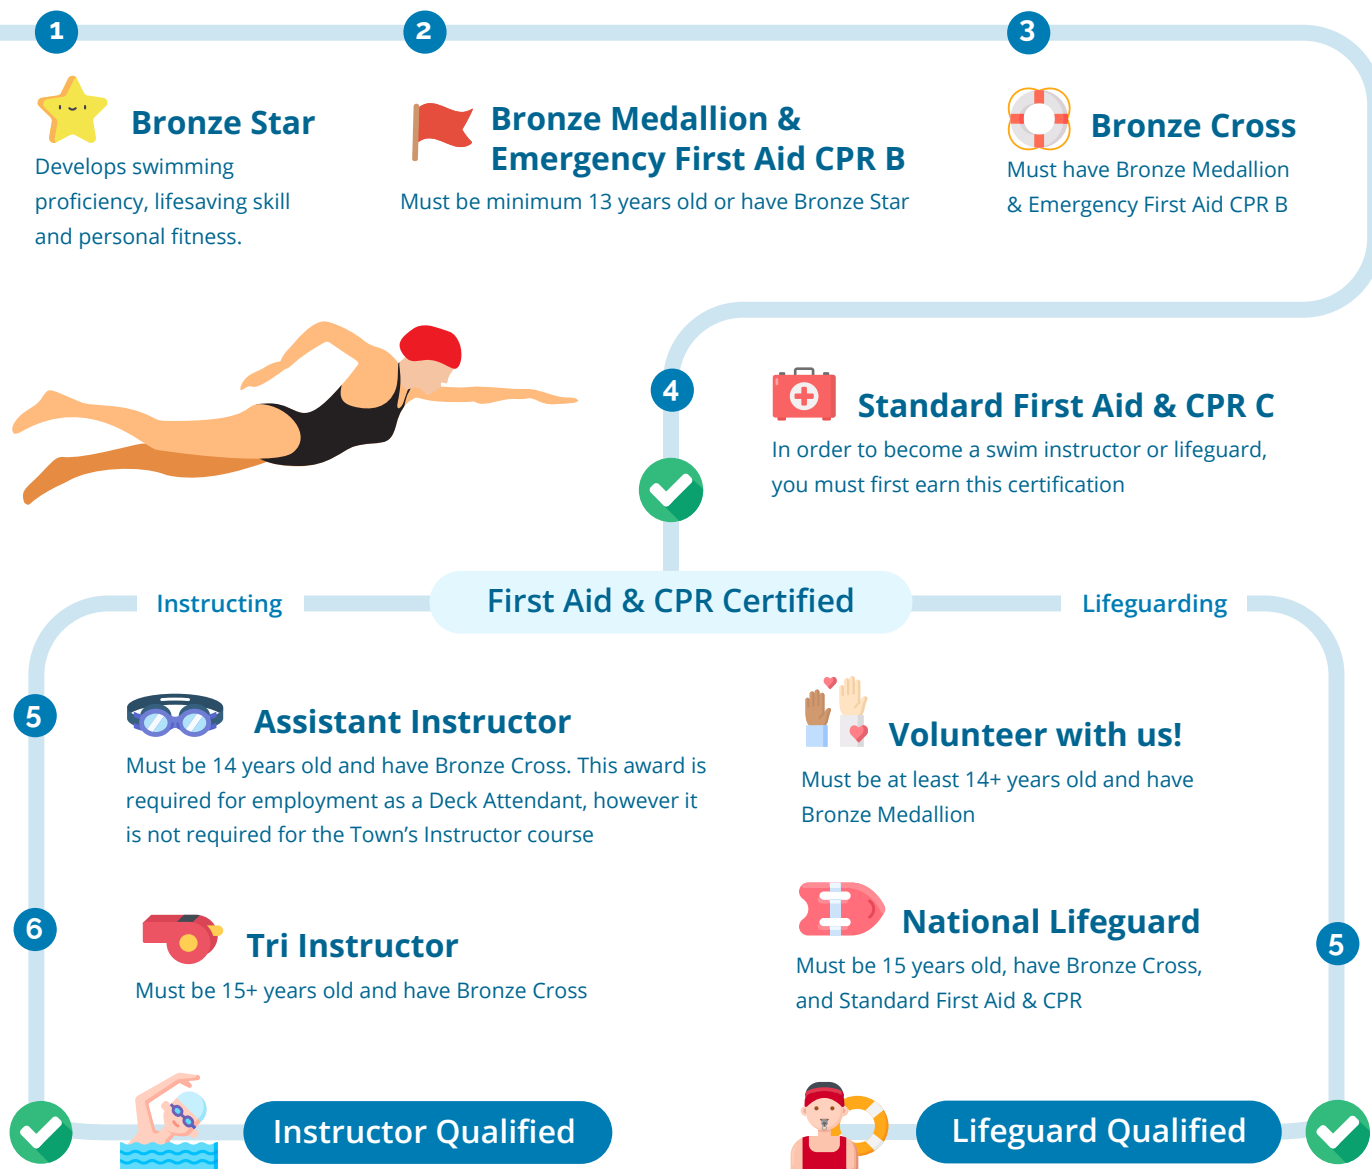 1
2
3
Bronze Star
Develops swimming
proficiency, lifesaving skill
and personal fitness.
Bronze Medallion &
Emergency First Aid CPR B
Must be minimum 13 years old or have Bronze Star
Bronze Cross
Must have Bronze Medallion
& Emergency First Aid CPR B
4
Standard First Aid & CPR C
In order to become a swim instructor or lifeguard,
you must first earn this certification
First Aid & CPR Certified
Instructing
5
Assistant Instructor
Must be 14 years old and have Bronze Cross. This award is
required for employment as a Deck Attendant, however it
is not required for the Town's Instructor course
6
Tri Instructor
Must be 15+ years old and have Bronze Cross
Instructor Qualified
Lifeguarding
Volunteer with us!
Must be at least 14+ years old and have
Bronze Medallion
5
National Lifeguard
Must be 15 years old, have Bronze Cross,
and Standard First Aid & CPR
Lifeguard Qualified